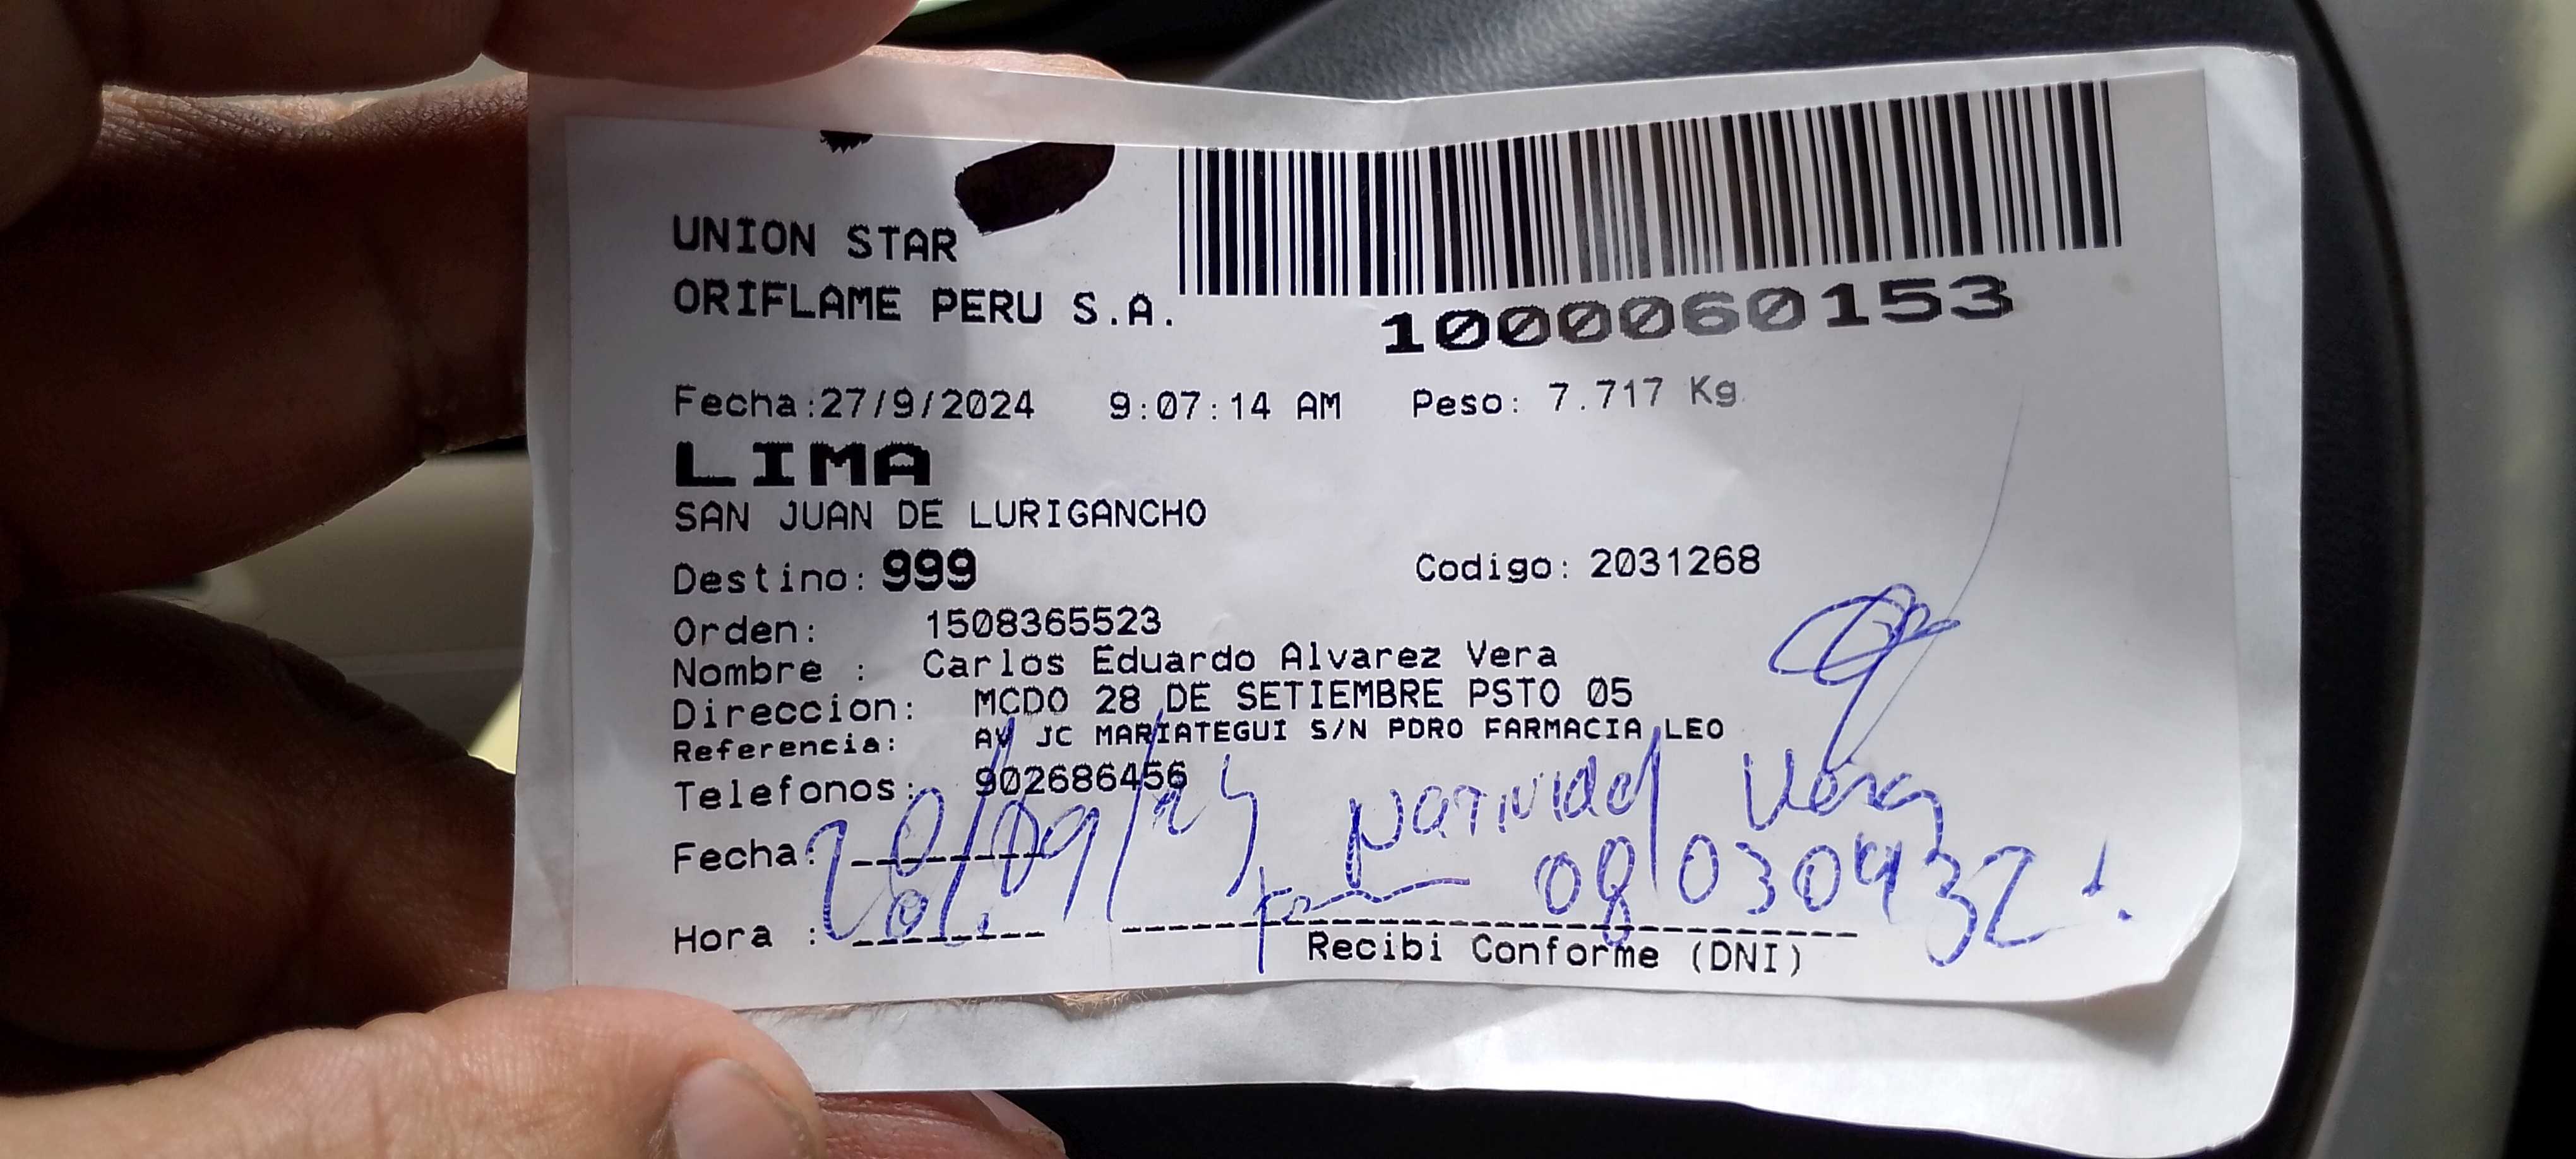 UNION STAR
ORIFLAME PERU S.A.
1000060153
Fecha:27/9/2024 9:07:14 AM Peso: 7.717 Kg
LIMA
SAN JUAN DE LURIGANCHO
Destino: 999 Codigo: 2031268
Orden: 1508365523
Nombre : Carlos Eduardo Alvarez Vera
Direccion: MCDO 28 DE SETIEMBRE PSTO 05
Referencia: AV JC MARIATEGUI S/N PDRO FARMACIA LEO
Telefonos: 902686456
Natividad Vera
Fecha: 28/09/24
08030932
Hora :
Recibi Conforme (DNI)